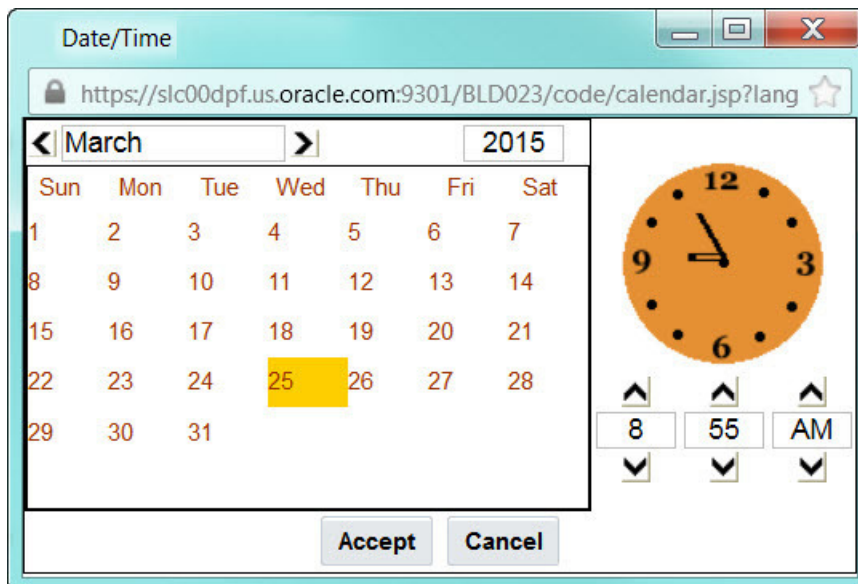 Date/Time
https://slc00dpf.us.oracle.com:9301/BLD023/code/calendar.jsp?lang
March 2015
Sun Mon Tue Wed Thu Fri Sat
1 2 3 4 5 6 7
8 9 10 11 12 13 14
15 16 17 18 19 20 21
22 23 24 25 26 27 28
29 30 31
12
9 3
6
8 55 AM
Accept Cancel